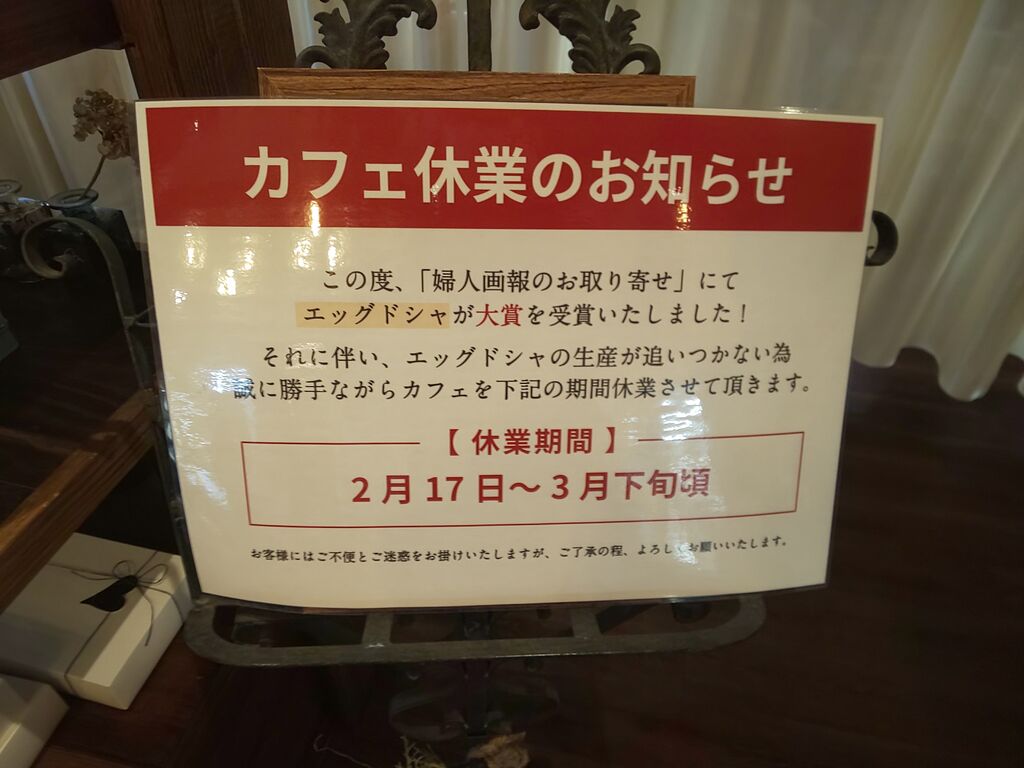 カフェ休業のお知らせ
この度、「婦人画報のお取り寄せ」にて
エッグドシャが大賞を受賞いたしました！
それに伴い、エッグドシャの生産が追いつかない為
誠に勝手ながらカフェを下記の期間休業させて頂きます。
【 休業期間 】
2月17日〜3月下旬頃
お客様にはご不便とご迷惑をお掛けいたしますが、ご了承の程、よろしくお願いいたします。